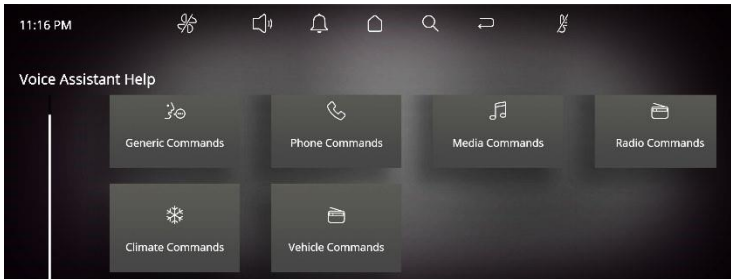 11:16 PM
Voice Assistant Help
Generic Commands
Phone Commands
Media Commands
Radio Commands
Climate Commands
Vehicle Commands